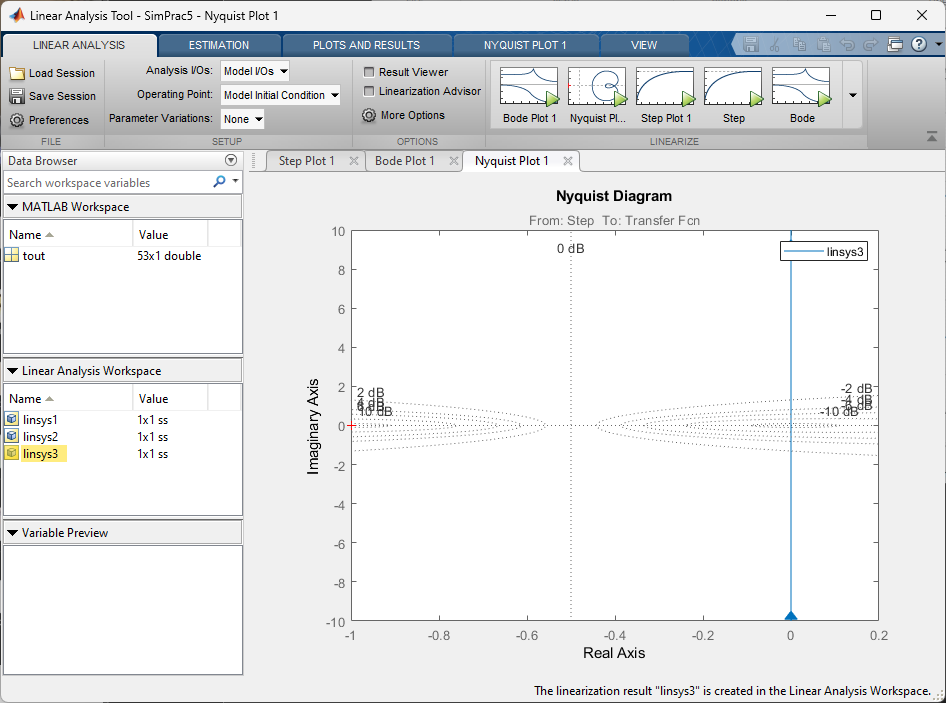 Linear Analysis Tool - SimPrac5 - Nyquist Plot 1
LINEAR ANALYSIS
ESTIMATION
PLOTS AND RESULTS
NYQUIST PLOT 1
VIEW
Load Session
Save Session
Preferences
FILE
Analysis I/Os: Model I/Os
Operating Point: Model Initial Condition
Parameter Variations: None
SETUP
Result Viewer
Linearization Advisor
More Options
OPTIONS
Bode Plot 1
Nyquist Pl...
Step Plot 1
Step
Bode
LINEARIZE
Data Browser
Search workspace variables
MATLAB Workspace
Name Value
tout 53x1 double
Linear Analysis Workspace
Name Value
linsys1 1x1 ss
linsys2 1x1 ss
linsys3 1x1 ss
Variable Preview
Step Plot 1
Bode Plot 1
Nyquist Plot 1
Nyquist Diagram
From: Step To: Transfer Fcn
Imaginary Axis
10
8
6
4
2
0
-2
-4
-6
-8
-10
0 dB
linsys3
2 dB
4 dB
6 dB
10 dB
-2 dB
-4 dB
-6 dB
-10 dB
-1
-0.8
-0.6
-0.4
-0.2
0
0.2
Real Axis
The linearization result "linsys3" is created in the Linear Analysis Workspace.